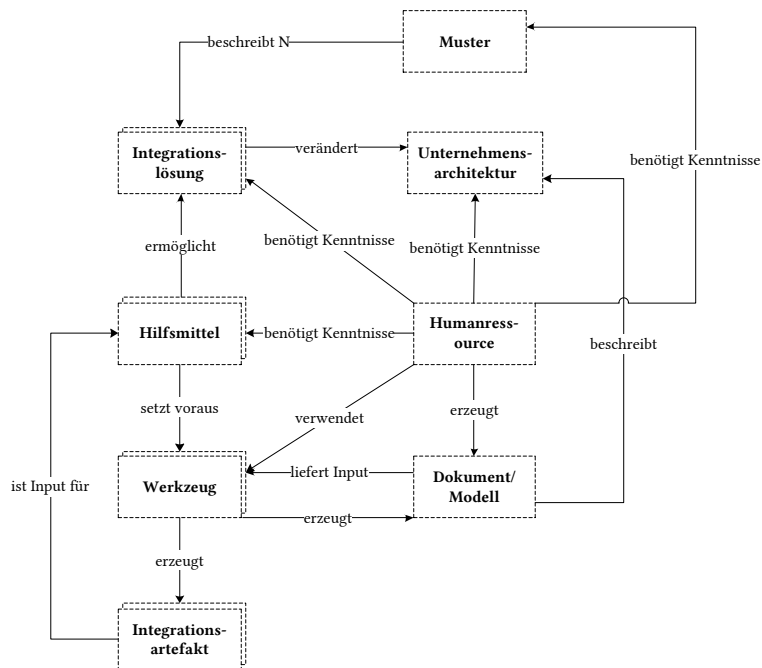 beschreibt N
Muster
Integrations-
lösung
verändert
Unternehmens-
architektur
benötigt Kenntnisse
ermöglicht
benötigt Kenntnisse
benötigt Kenntnisse
Hilfsmittel
benötigt Kenntnisse
Humanress-
ource
beschreibt
setzt voraus
verwendet
erzeugt
ist Input für
Werkzeug
liefert Input
Dokument/
Modell
erzeugt
erzeugt
Integrations-
artefakt